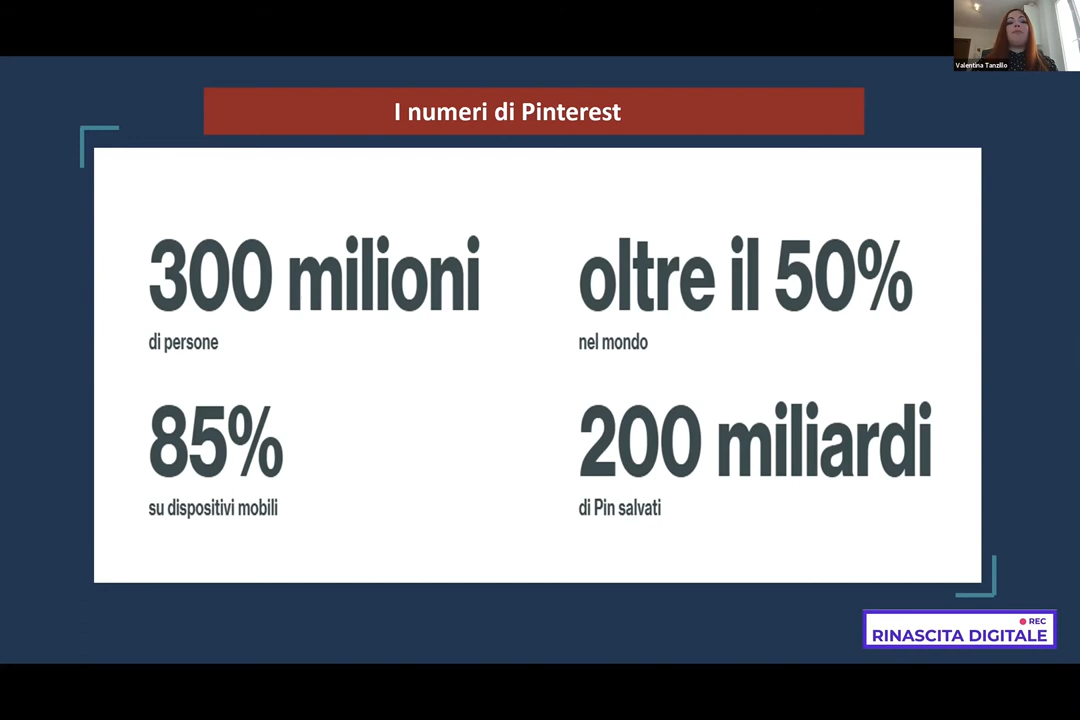 Valentina Tanzillo
I numeri di Pinterest
300 milioni
di persone
oltre il 50%
nel mondo
85%
su dispositivi mobili
200 miliardi
di Pin salvati
REC
RINASCITA DIGITALE